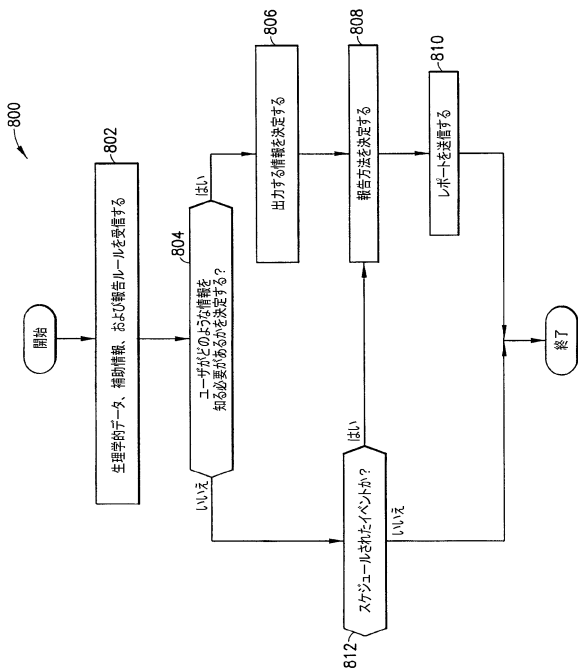 800
開始
802
生理学的データ、補助情報、および報告ルールを受信する
804
ユーザがどのような情報を
知る必要があるかを決定する？
はい
いいえ
806
出力する情報を決定する
808
報告方法を決定する
810
レポートを送信する
812
スケジュールされたイベントか？
はい
いいえ
終了